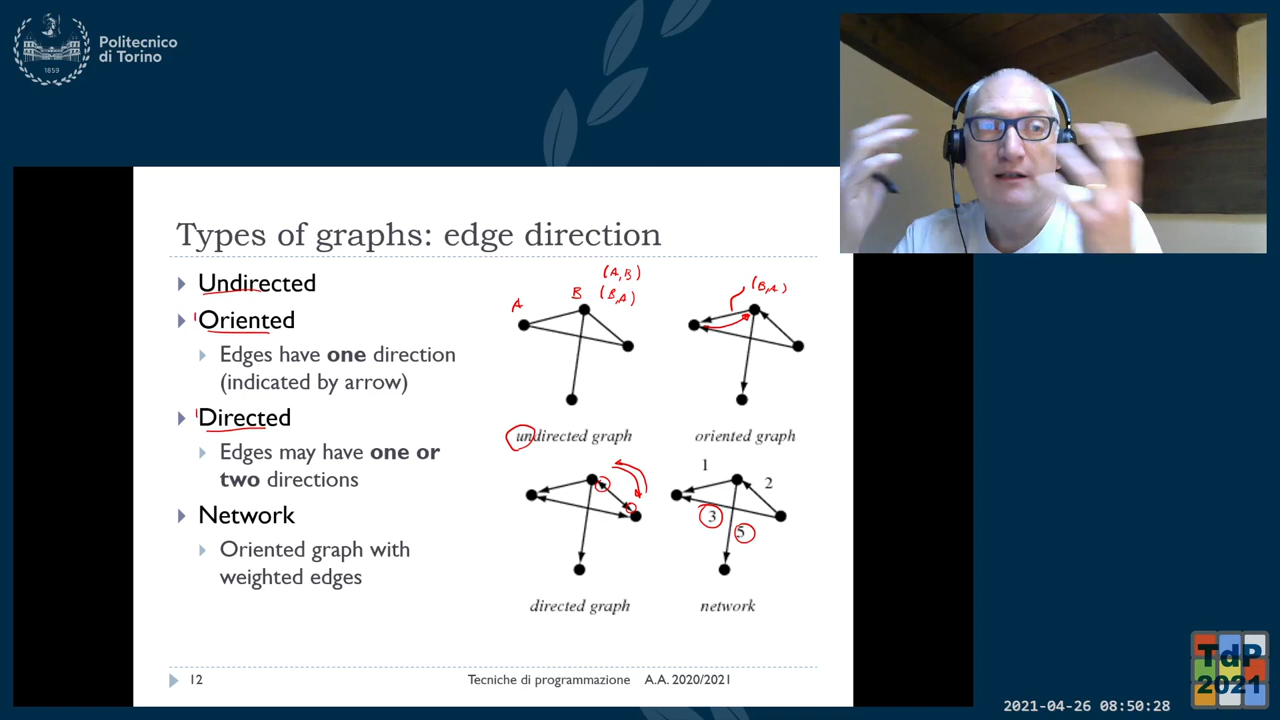 Politecnico
di Torino
1859
Types of graphs: edge direction
Undirected
Oriented
Edges have one direction
(indicated by arrow)
Directed
Edges may have one or
two directions
Network
Oriented graph with
weighted edges
(A,B)
(B,A)
A
B
undirected graph
(B,A)
oriented graph
directed graph
1
2
3
5
network
12
Tecniche di programmazione A.A. 2020/2021
TdP
2021
2021-04-26 08:50:28